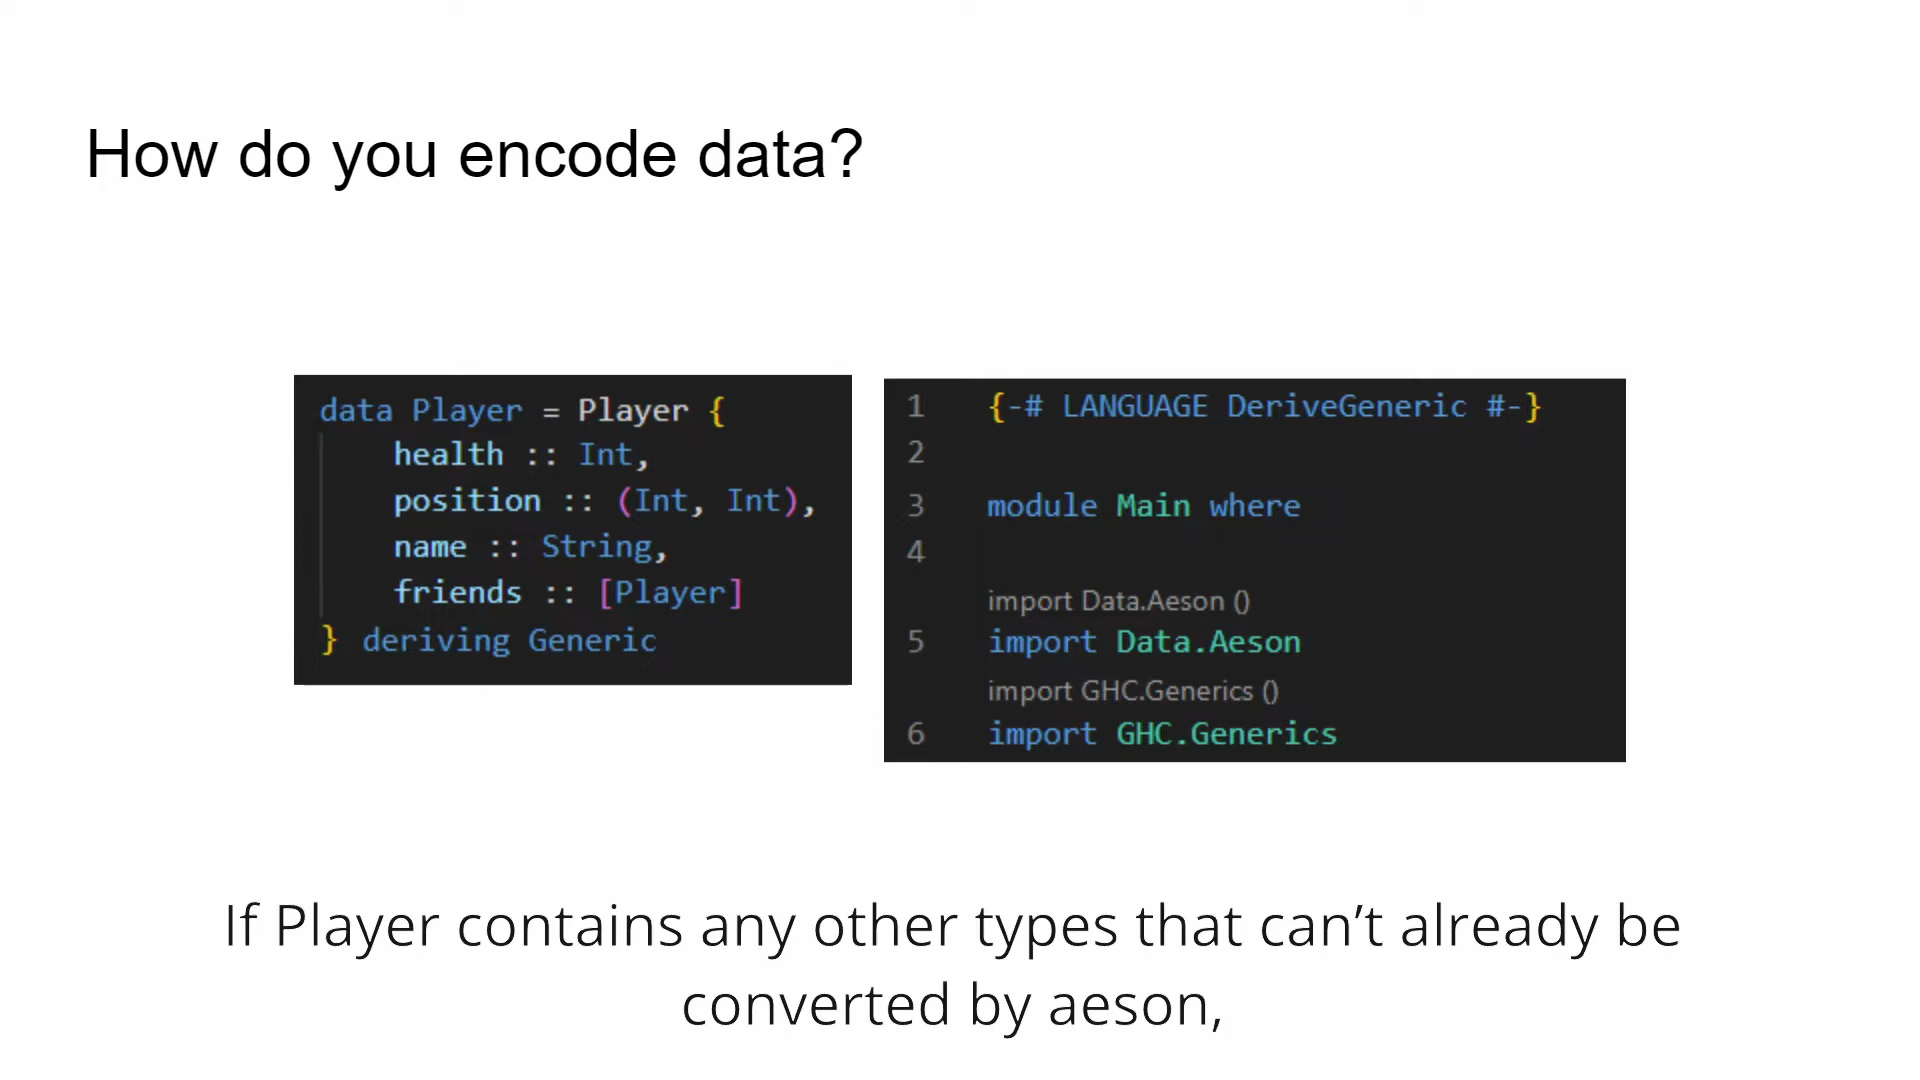 How do you encode data?
data Player = Player {
health :: Int,
position :: (Int, Int),
name :: String,
friends :: [Player]
} deriving Generic
1 {-# LANGUAGE DeriveGeneric #-}
2
3 module Main where
4
import Data.Aeson ()
5 import Data.Aeson
import GHC.Generics ()
6 import GHC.Generics
If Player contains any other types that can’t already be
converted by aeson,